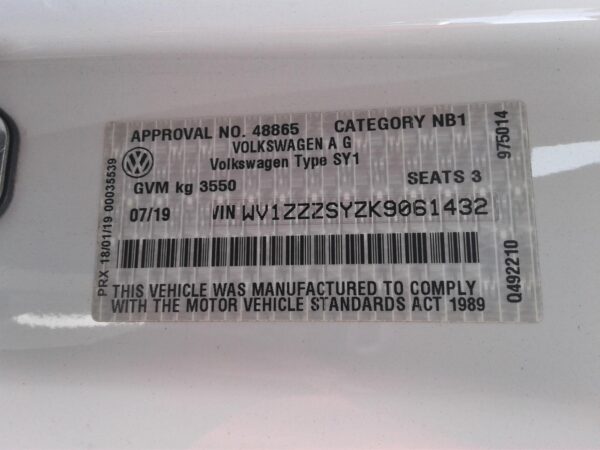 APPROVAL NO. 48865 CATEGORY NB1
VOLKSWAGEN A G
Volkswagen Type SY1
GVM kg 3550 SEATS 3
07/19 VIN WV1ZZZSYZK9061432
THIS VEHICLE WAS MANUFACTURED TO COMPLY
WITH THE MOTOR VEHICLE STANDARDS ACT 1989
PRX 18/01/19 00035539
975014
Q492210